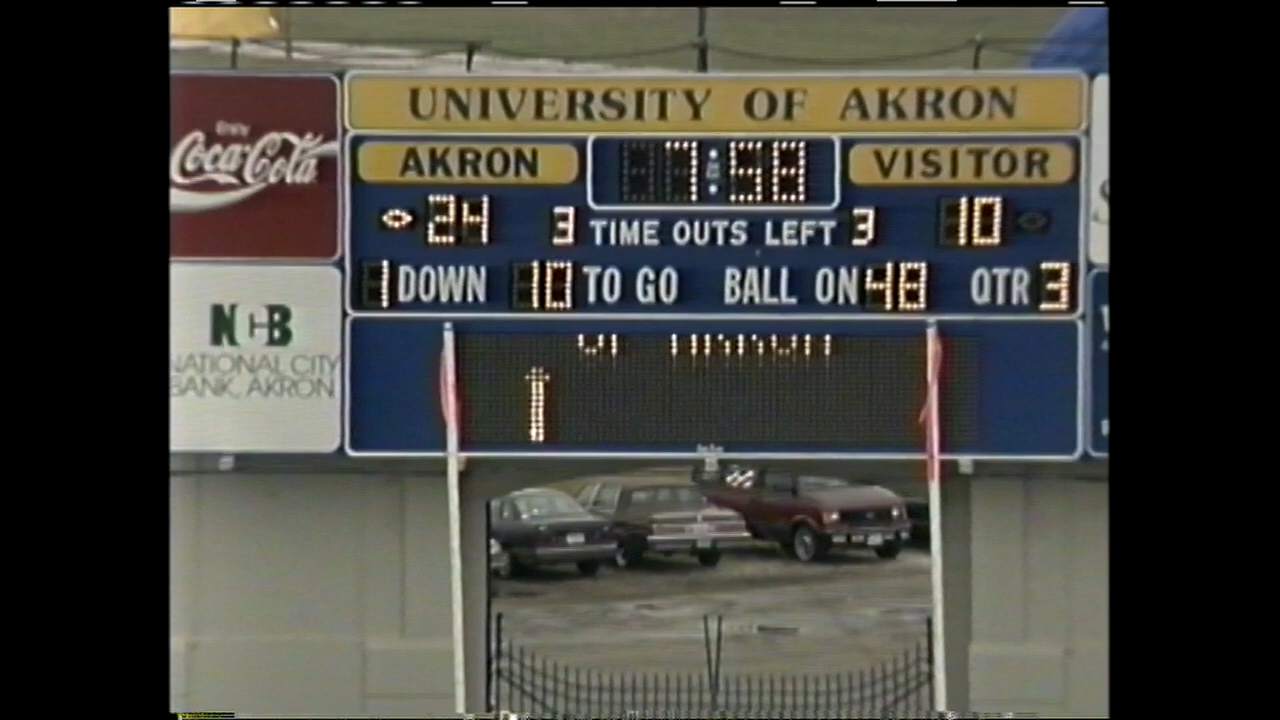 UNIVERSITY OF AKRON
Enjoy
Coca-Cola
AKRON 7:58 VISITOR
24 3 TIME OUTS LEFT 3 10
1 DOWN 10 TO GO BALL ON 48 QTR 3
NCB
NATIONAL CITY
BANK, AKRON